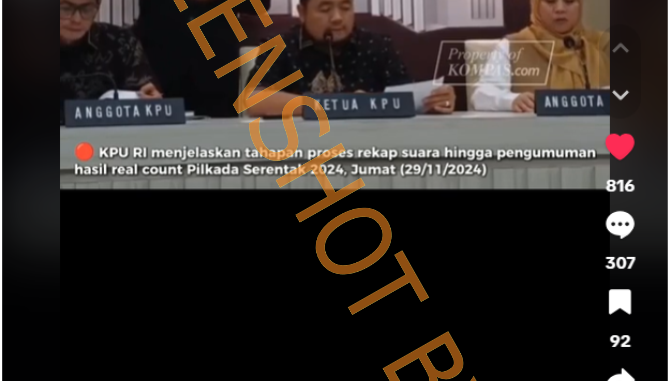 Property of
KOMPAS.com
ANGGOTA KPU
KETUA KPU
ANGGOTA
KPU RI menjelaskan tahapan proses rekap suara hingga pengumuman
hasil real count Pilkada Serentak 2024, Jumat (29/11/2024)
816
307
92
ENSHOT B